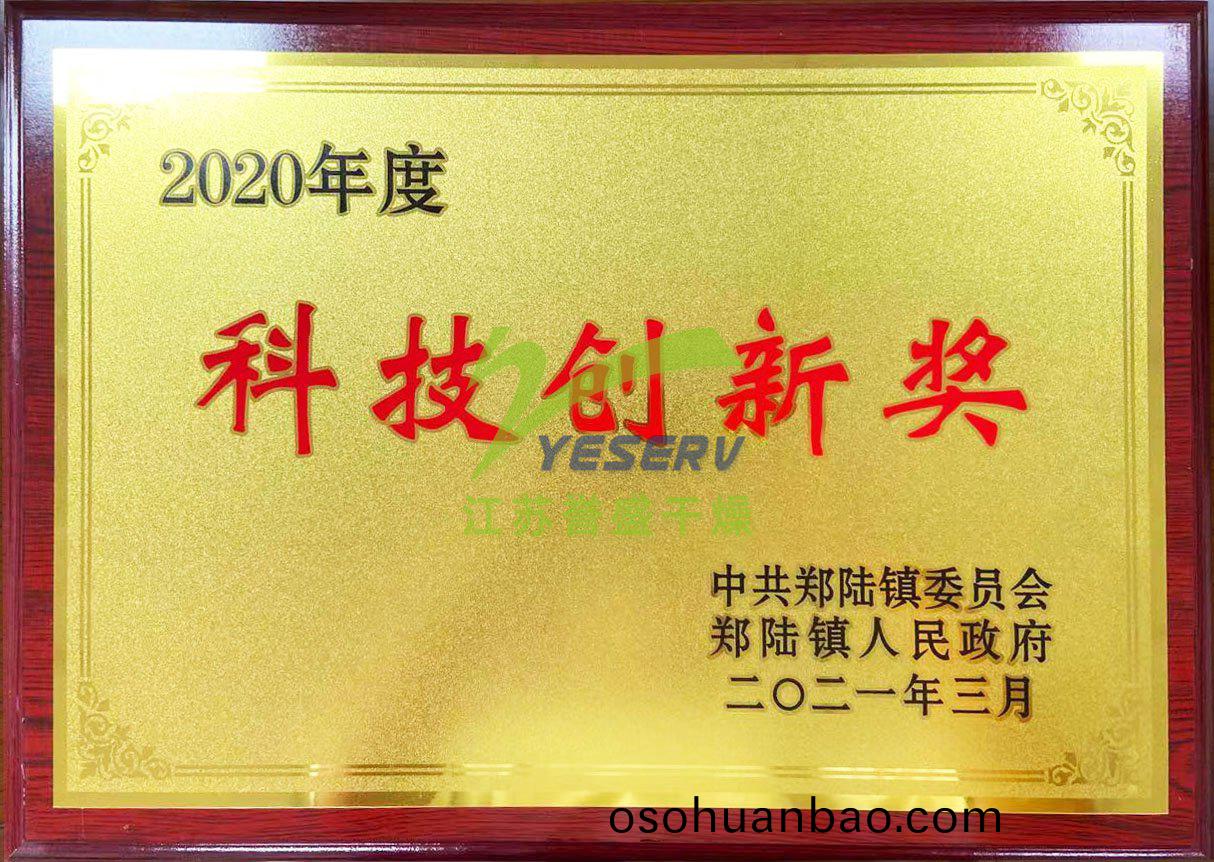 2020年度
科技创新奖
YESERV
江苏誉盛干燥
中共郑陆镇委员会
郑陆镇人民政府
二〇二一年三月
osohuanbao.com